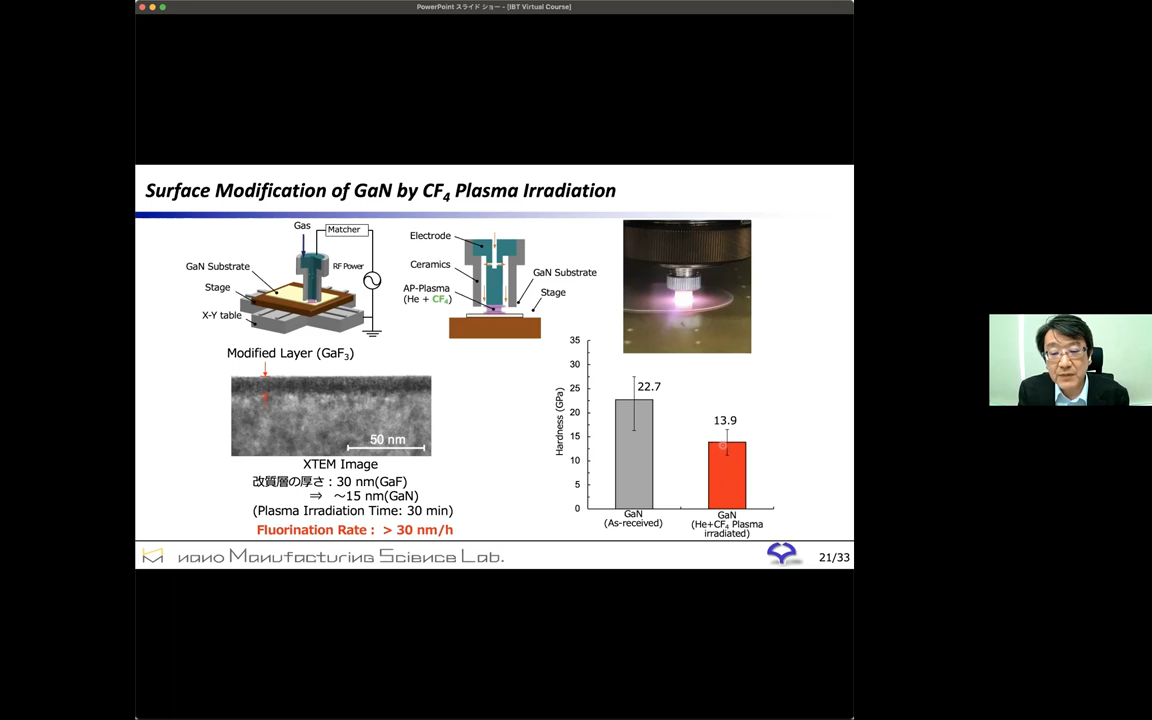 PowerPoint スライド ショー - [IBT Virtual Course]
Surface Modification of GaN by CF4 Plasma Irradiation
Gas
Matcher
RF Power
GaN Substrate
Stage
X-Y table
Electrode
Ceramics
AP-Plasma
(He + CF4)
GaN Substrate
Stage
Modified Layer (GaF3)
50 nm
XTEM Image
改質層の厚さ：30 nm(GaF)
⇒ ～15 nm(GaN)
(Plasma Irradiation Time: 30 min)
Fluorination Rate : > 30 nm/h
Hardness (GPa)
35
30
25
20
15
10
5
0
22.7
13.9
GaN
(As-received)
GaN
(He+CF4 Plasma
irradiated)
nano Manufacturing Science Lab.
21/33